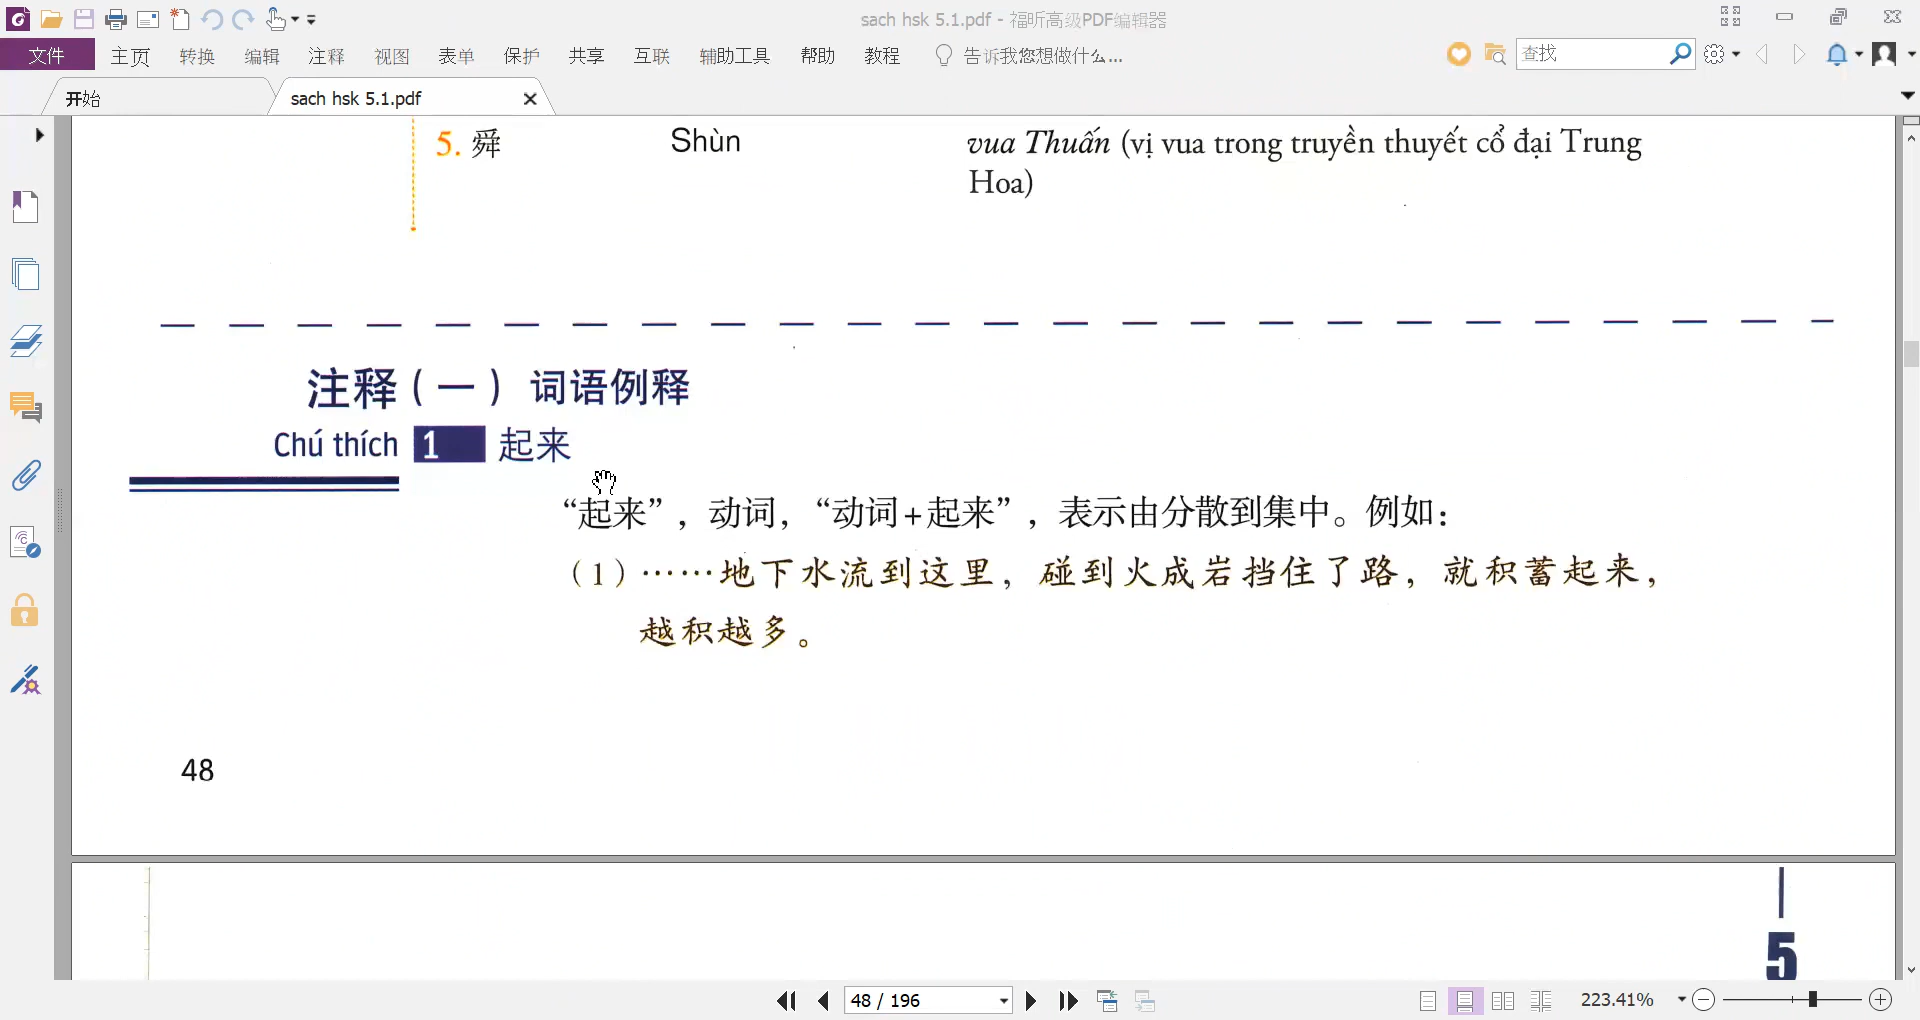 sach hsk 5.1.pdf - 福昕高级PDF编辑器
文件 主页 转换 编辑 注释 视图 表单 保护 共享 互联 辅助工具 帮助 教程 告诉我您想做什么... 查找
开始 sach hsk 5.1.pdf
5. 舜 Shùn vua Thuấn (vị vua trong truyền thuyết cổ đại Trung
Hoa)
注释（一） 词语例释
Chú thích 1 起来
“起来”，动词，“动词+起来”，表示由分散到集中。例如：
（1）……地下水流到这里，碰到火成岩挡住了路，就积蓄起来，
越积越多。
48
5
48 / 196 223.41%